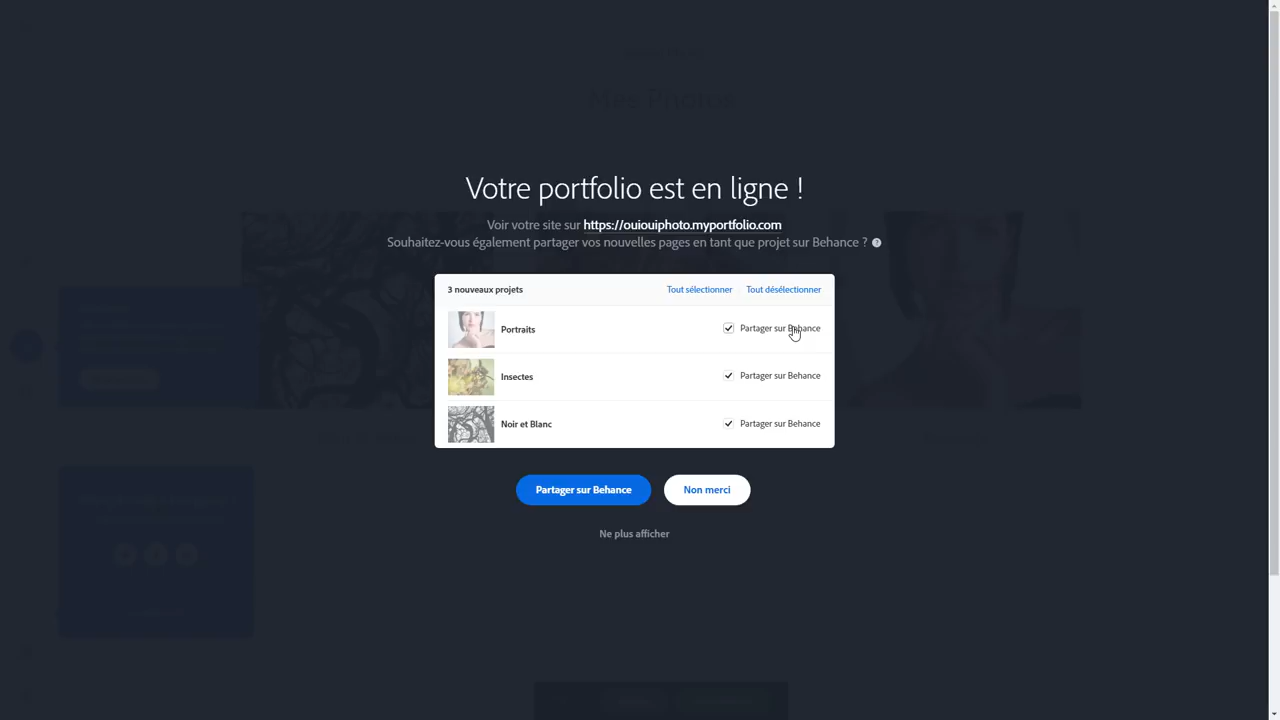 Mes Photos
Votre portfolio est en ligne !
Voir votre site sur https://ouiouiphoto.myportfolio.com
Souhaitez-vous également partager vos nouvelles pages en tant que projet sur Behance ? ?
3 nouveaux projets Tout sélectionner Tout désélectionner
Portraits Partager sur Behance
Insectes Partager sur Behance
Noir et Blanc Partager sur Behance
Partager sur Behance Non merci
Ne plus afficher